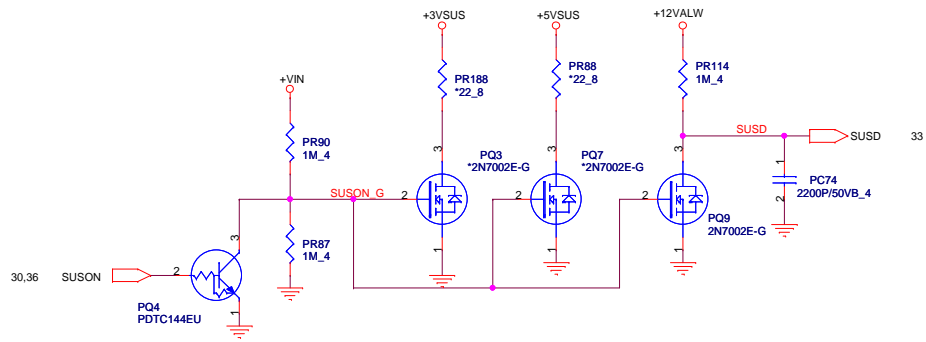 +3VSUS
+5VSUS
+12VALW
+VIN
PR188
*22_8
PR88
*22_8
PR114
1M_4
PR90
1M_4
SUSD
SUSD 33
3
3
3
PQ3
*2N7002E-G
PQ7
*2N7002E-G
1
PC74
2200P/50VB_4
2
SUSON_G
2
2
2
PQ9
2N7002E-G
3
PR87
1M_4
1
1
1
30,36 SUSON
2
PQ4
PDTC144EU
1